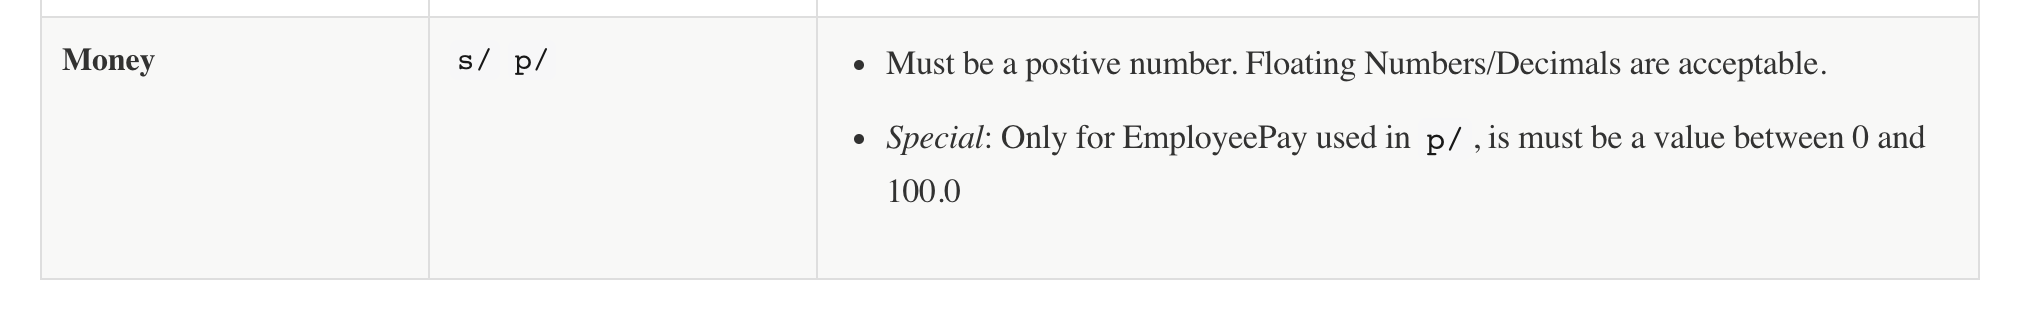 Money
s/ p/
Must be a postive number. Floating Numbers/Decimals are acceptable.
Special: Only for EmployeePay used in p/ , is must be a value between 0 and
100.0